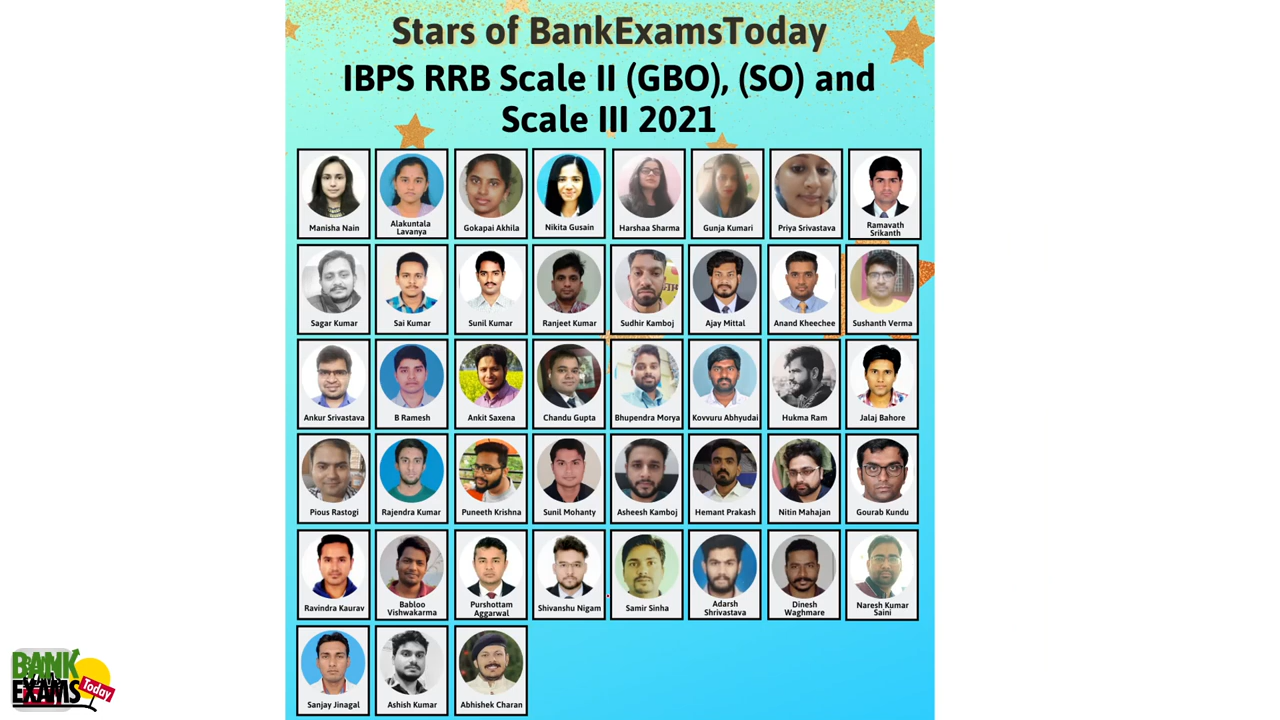 Stars of BankExamsToday
IBPS RRB Scale II (GBO), (SO) and
Scale III 2021
Manisha Nain
Alakuntala
Lavanya
Gokapai Akhila
Nikita Gusain
Harshaa Sharma
Gunja Kumari
Priya Srivastava
Ramavath
Srikanth
Sagar Kumar
Sai Kumar
Sunil Kumar
Ranjeet Kumar
Sudhir Kamboj
Ajay Mittal
Anand Kheechee
Sushanth Verma
Ankur Srivastava
B Ramesh
Ankit Saxena
Chandu Gupta
Bhupendra Morya
Kovvuru Abhyudai
Hukma Ram
Jalaj Bahore
Pious Rastogi
Rajendra Kumar
Puneeth Krishna
Sunil Mohanty
Asheesh Kamboj
Hemant Prakash
Nitin Mahajan
Gourab Kundu
Ravindra Kaurav
Babloo
Vishwakarma
Purshottam
Aggarwal
Shivanshu Nigam
Samir Sinha
Adarsh
Shrivastava
Dinesh
Waghmare
Naresh Kumar
Saini
Sanjay Jinagal
Ashish Kumar
Abhishek Charan
BANK
EXAMS
Today